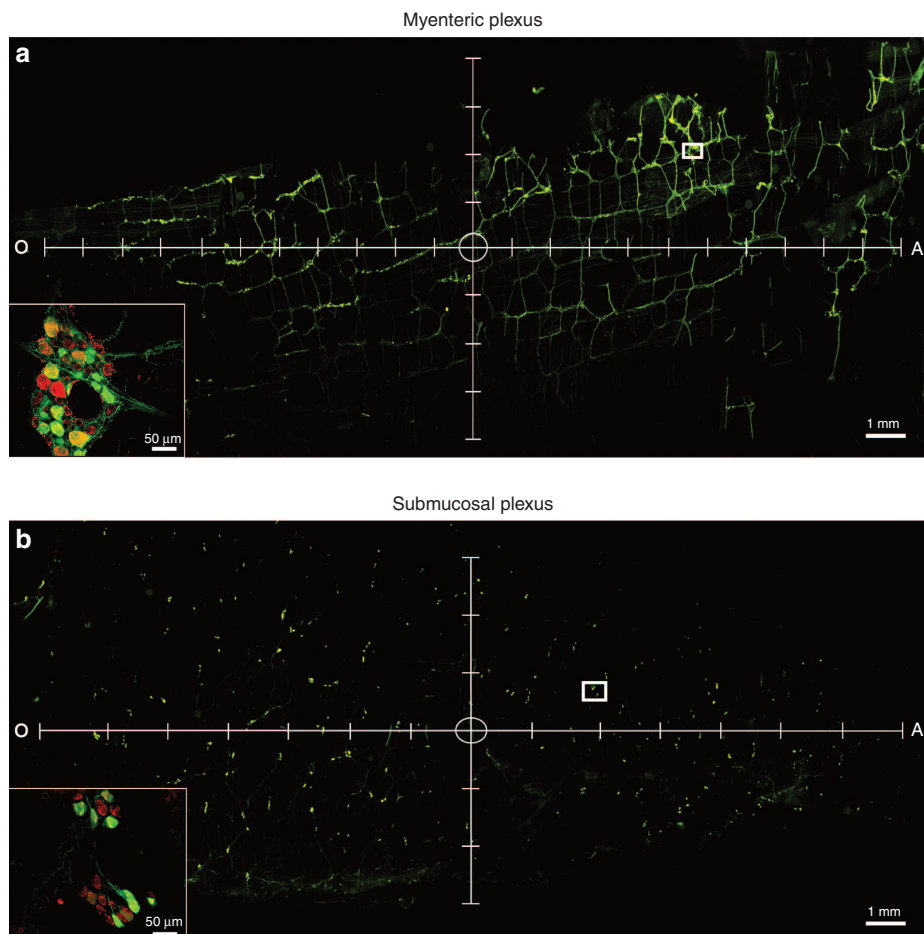 Myenteric plexus
a
O
A
50 μm
1 mm
Submucosal plexus
b
O
A
50 μm
1 mm